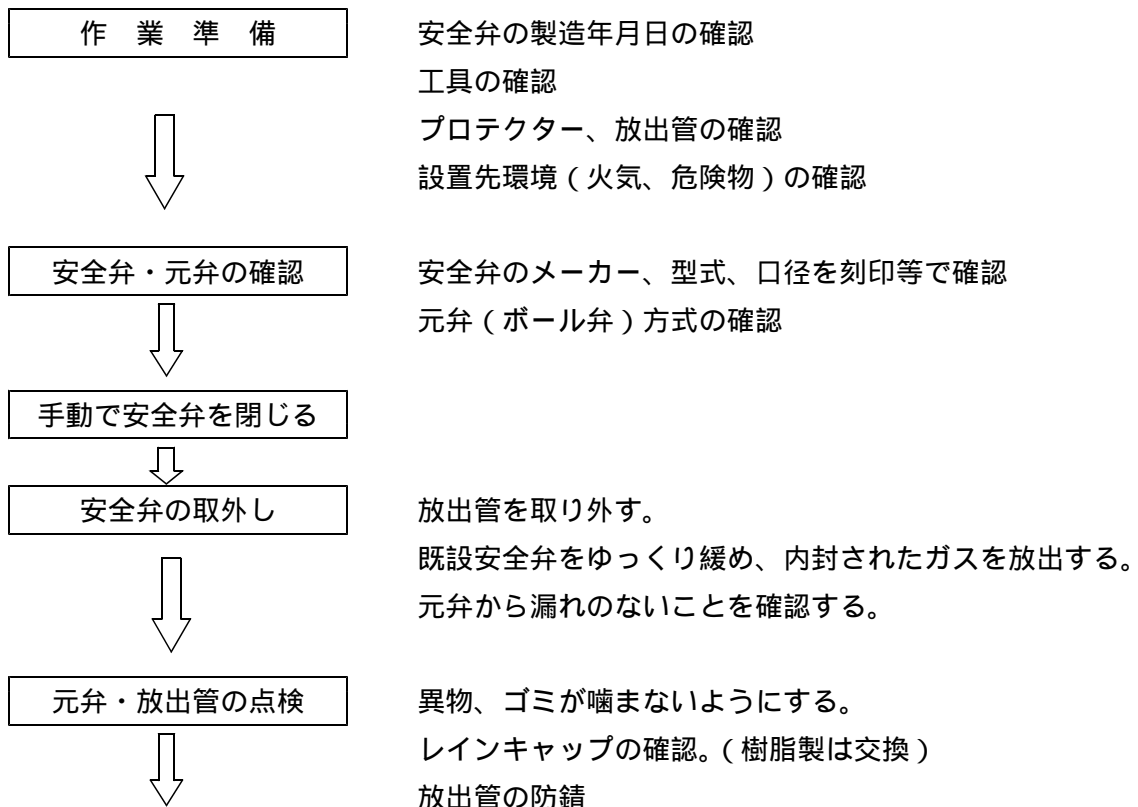 作 業 準 備
安全弁の製造年月日の確認
工具の確認
プロテクター、放出管の確認
設置先環境(火気、危険物)の確認
安全弁・元弁の確認
安全弁のメーカー、型式、口径を刻印等で確認
元弁(ボール弁)方式の確認
手動で安全弁を閉じる
安全弁の取外し
放出管を取り外す。
既設安全弁をゆっくり緩め、内封されたガスを放出する。
元弁から漏れのないことを確認する。
元弁・放出管の点検
異物、ゴミが噛まないようにする。
レインキャップの確認。(樹脂製は交換)
放出管の防錆